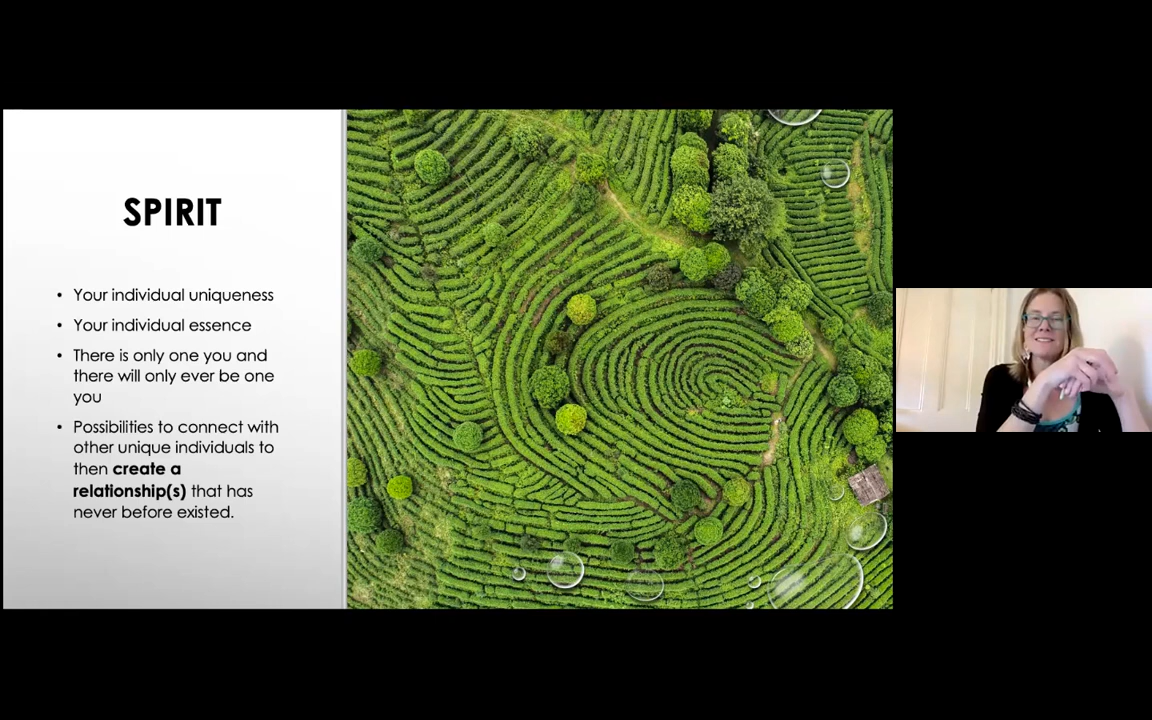 SPIRIT
• Your individual uniqueness
• Your individual essence
• There is only one you and
there will only ever be one
you
• Possibilities to connect with
other unique individuals to
then create a
relationship(s) that has
never before existed.